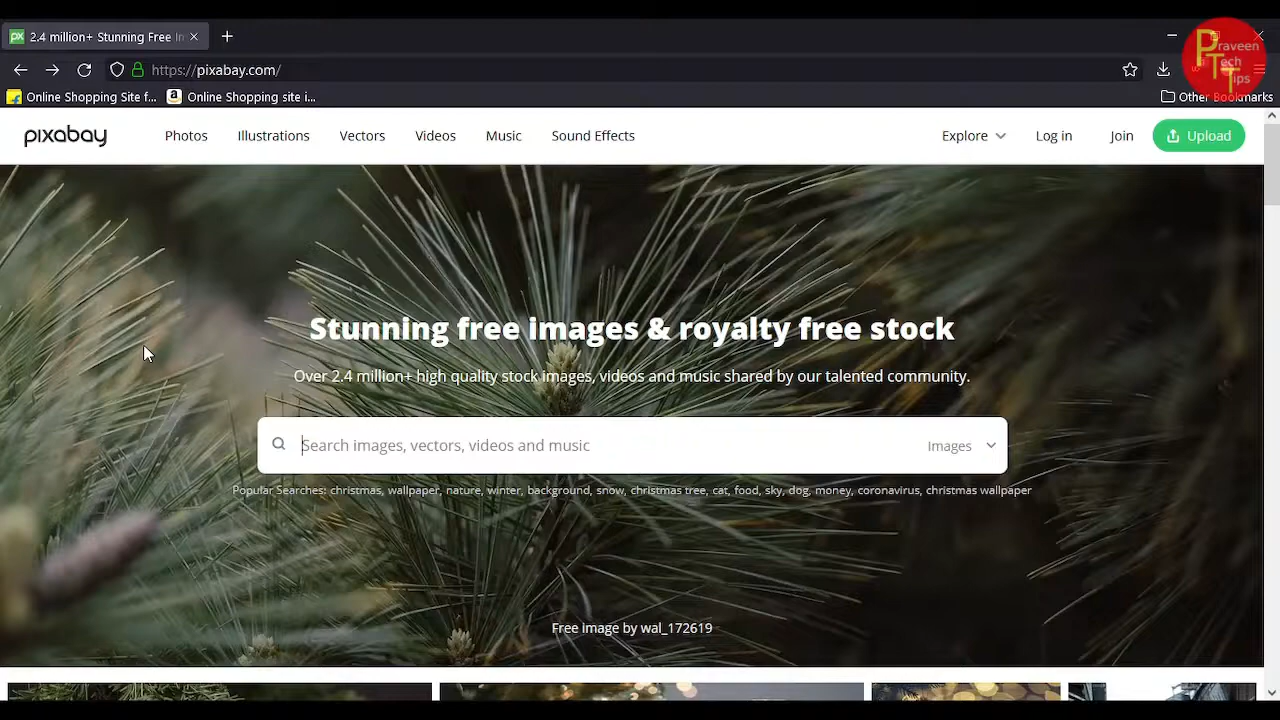 px 2.4 million+ Stunning Free In
https://pixabay.com/
Online Shopping Site f... a Online Shopping site i... Other Bookmarks
Praveen
Tech
Tips
pixabay Photos Illustrations Vectors Videos Music Sound Effects Explore Log in Join Upload
Stunning free images & royalty free stock
Over 2.4 million+ high quality stock images, videos and music shared by our talented community.
Search images, vectors, videos and music Images
Popular Searches: christmas, wallpaper, nature, winter, background, snow, christmas tree, cat, food, sky, dog, money, coronavirus, christmas wallpaper
Free image by wal_172619